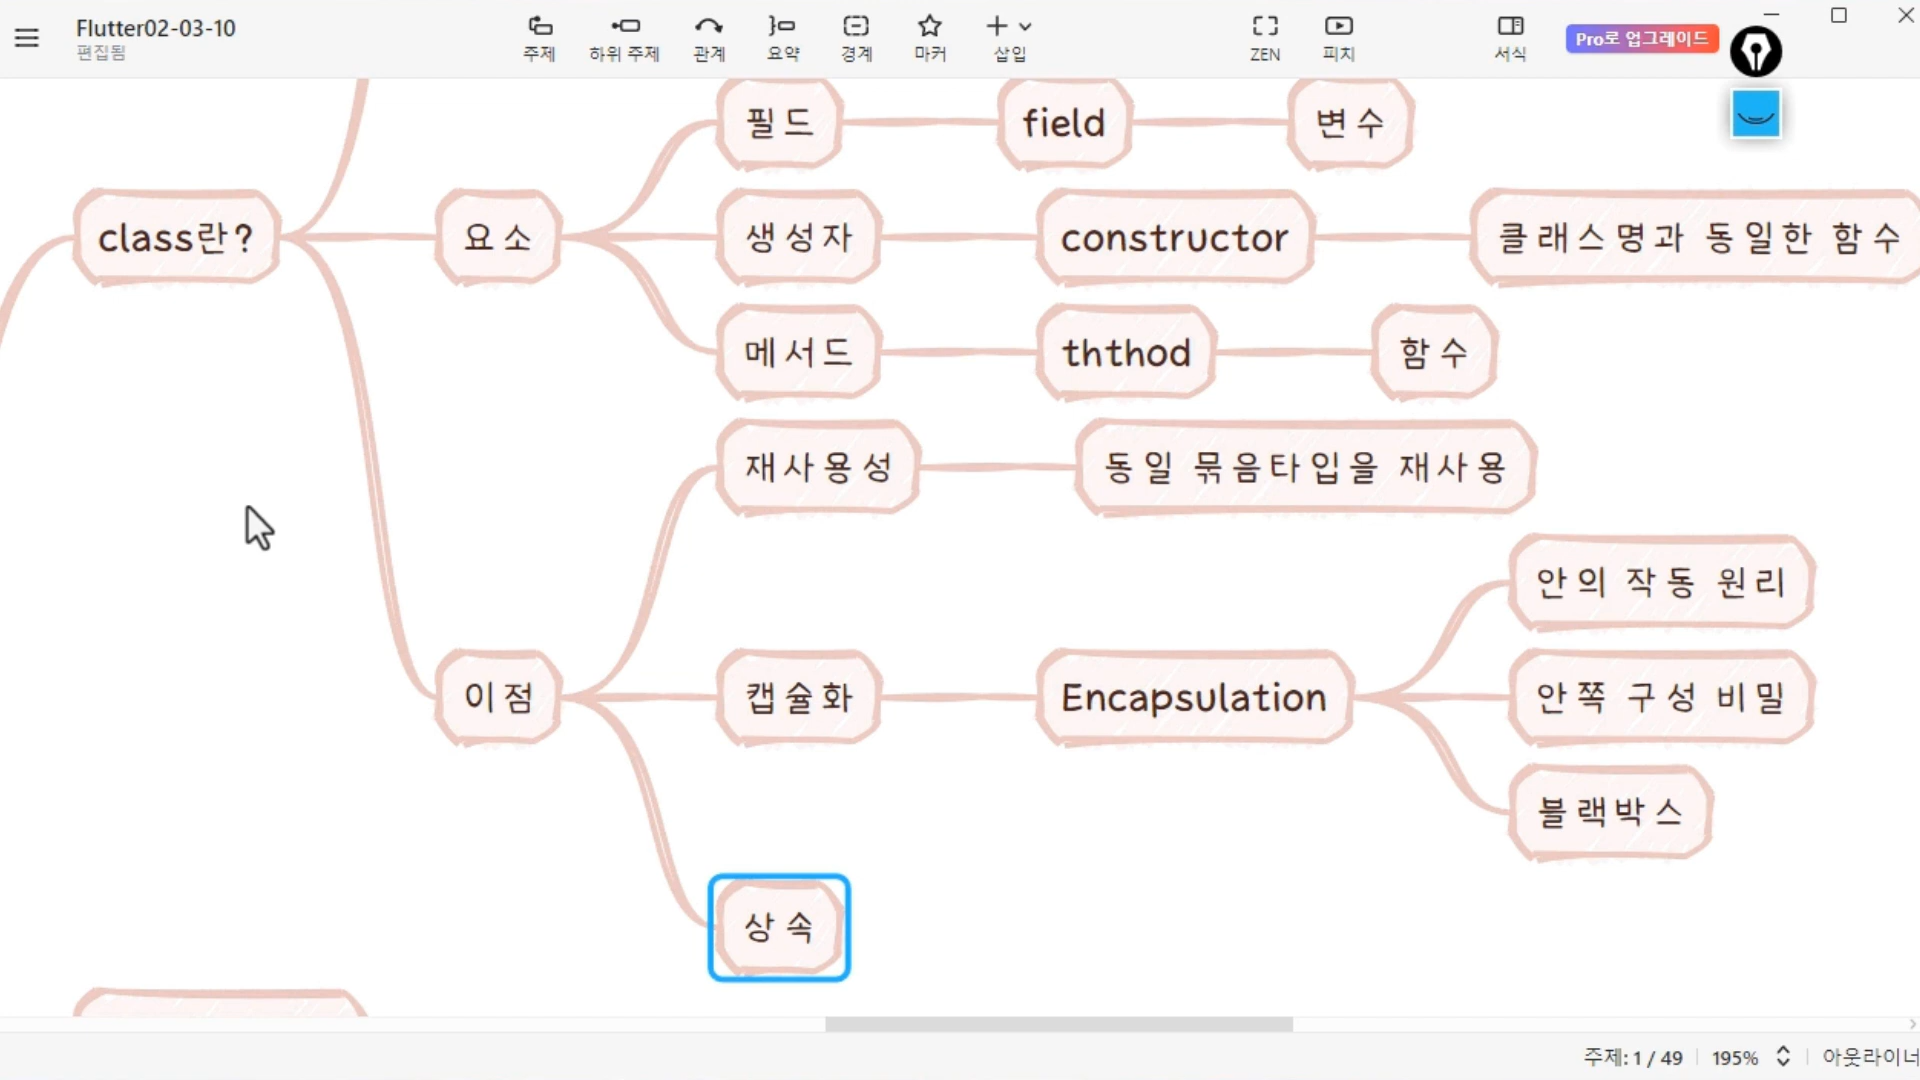 Flutter02-03-10
편집됨
주제
하위 주제
관계
요약
경계
마커
삽입
ZEN
피치
서식
Pro로 업그레이드
필드
field
변수
class란?
요소
생성자
constructor
클래스명과 동일한 함수
메서드
ththod
함수
재사용성
동일 묶음타입을 재사용
안의 작동 원리
이점
캡슐화
Encapsulation
안쪽 구성 비밀
블랙박스
상속
주제: 1 / 49
195%
아웃라이너